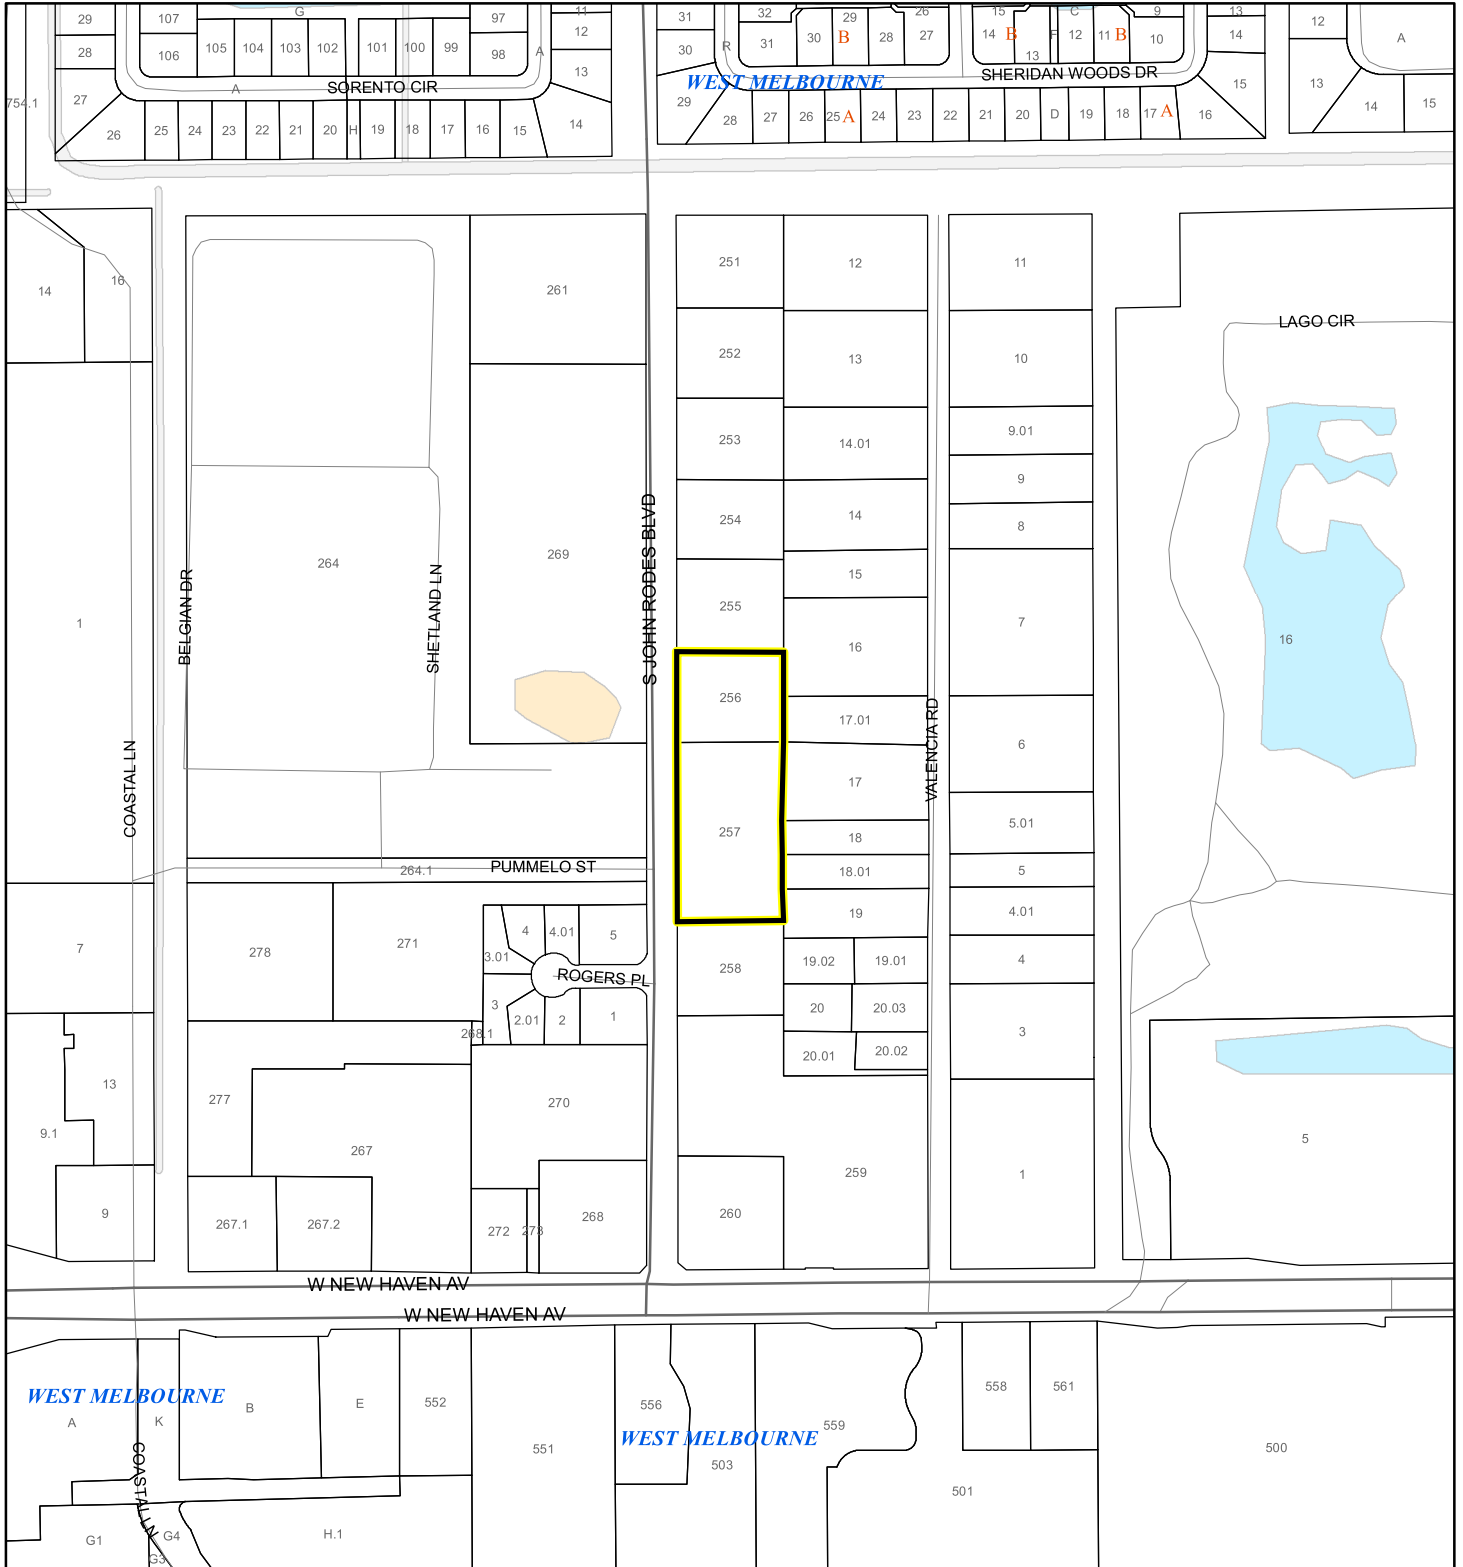 29 107 G 97 11 31 32 29 26 15 C 9 13 12
28 106 105 104 103 102 101 100 99 98 A 12 30 R 31 30 B 28 27 14 B 13 F 12 11 B 10 14 A
754.1 27 A SORENTO CIR 13 29 WEST MELBOURNE SHERIDAN WOODS DR 15 13 14 15
26 25 24 23 22 21 20 H 19 18 17 16 15 14 28 27 26 25 A 24 23 22 21 20 D 19 18 17 A 16
14 16 261 251 12 11
LAGO CIR
252 13 10
253 14.01 9.01
9
254 14 8
264 269 S JOHN RODES BLVD
BELGIAN DR SHETLAND LN 255 15
1 16 7 16
256 17.01
VALENCIA RD 6
COASTAL LN 17
257 18 5.01
264.1 PUMMELO ST 18.01 5
19 4.01
7 278 271 4 4.01 5
3.01 258 19.02 19.01 4
ROGERS PL
3 2.01 2 1 20 20.03
268.1 3
20.01 20.02
13 277 270
9.1 267 5
259 1
9 267.1 267.2 272 273 268 260
W NEW HAVEN AV
W NEW HAVEN AV
WEST MELBOURNE
A K B E 552 556 559 558 561
WEST MELBOURNE
551 503 500
COASTAL LN 501
G1 G4 H.1
G3